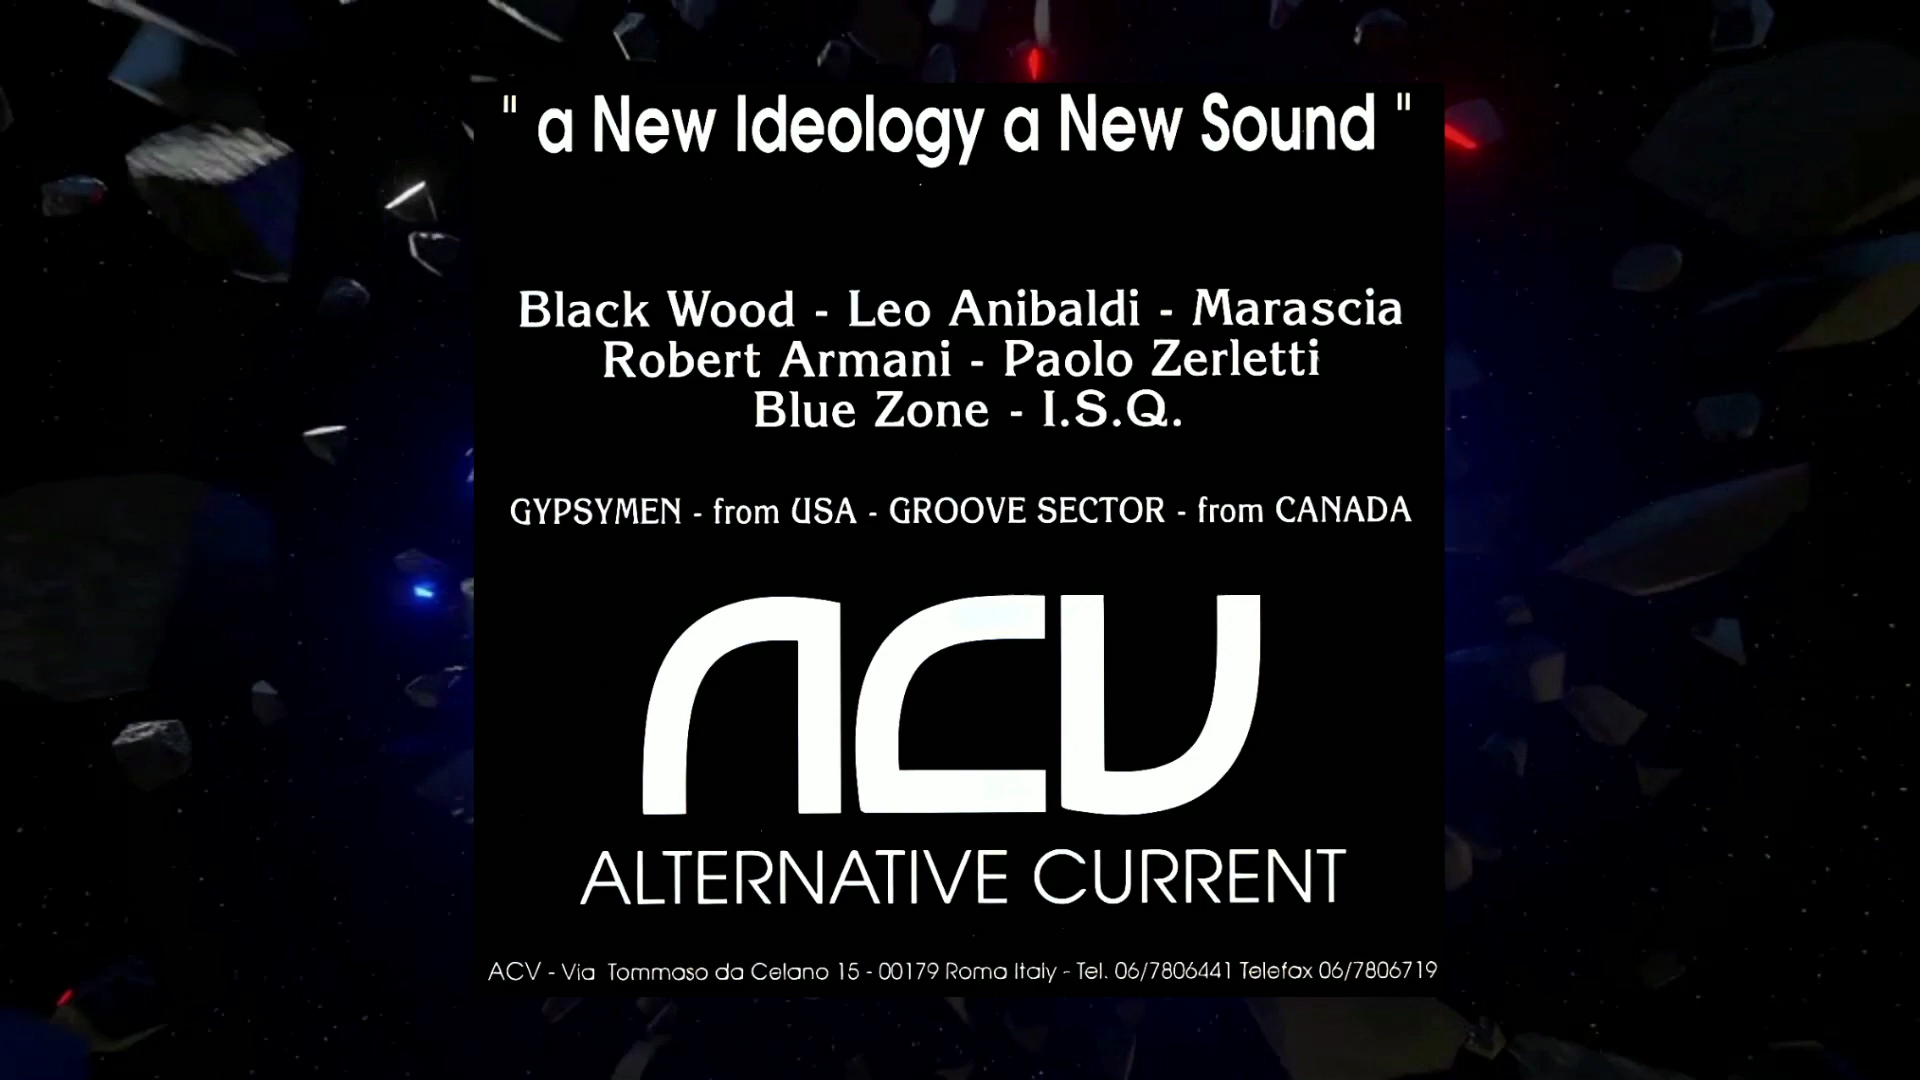 " a New Ideology a New Sound "
Black Wood - Leo Anibaldi - Marascia
Robert Armani - Paolo Zerletti
Blue Zone - I.S.Q.
GYPSYMEN - from USA - GROOVE SECTOR - from CANADA
ACV
ALTERNATIVE CURRENT
ACV - Via Tommaso da Celano 15 - 00179 Roma Italy - Tel. 06/7806441 Telefax 06/7806719